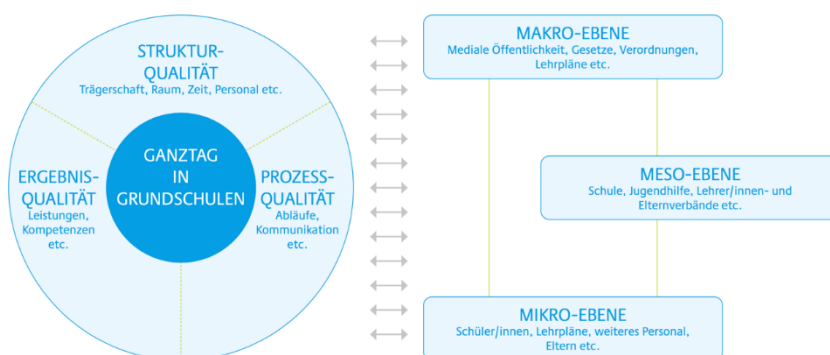 STRUKTUR-
QUALITÄT
Trägerschaft, Raum, Zeit, Personal etc.
GANZTAG
IN
GRUNDSCHULEN
ERGEBNIS-
QUALITÄT
Leistungen,
Kompetenzen
etc.
PROZESS-
QUALITÄT
Abläufe,
Kommunikation
etc.
MAKRO-EBENE
Mediale Öffentlichkeit, Gesetze, Verordnungen,
Lehrpläne etc.
MESO-EBENE
Schule, Jugendhilfe, Lehrer/innen- und
Elternverbände etc.
MIKRO-EBENE
Schüler/innen, Lehrpläne, weiteres Personal,
Eltern etc.